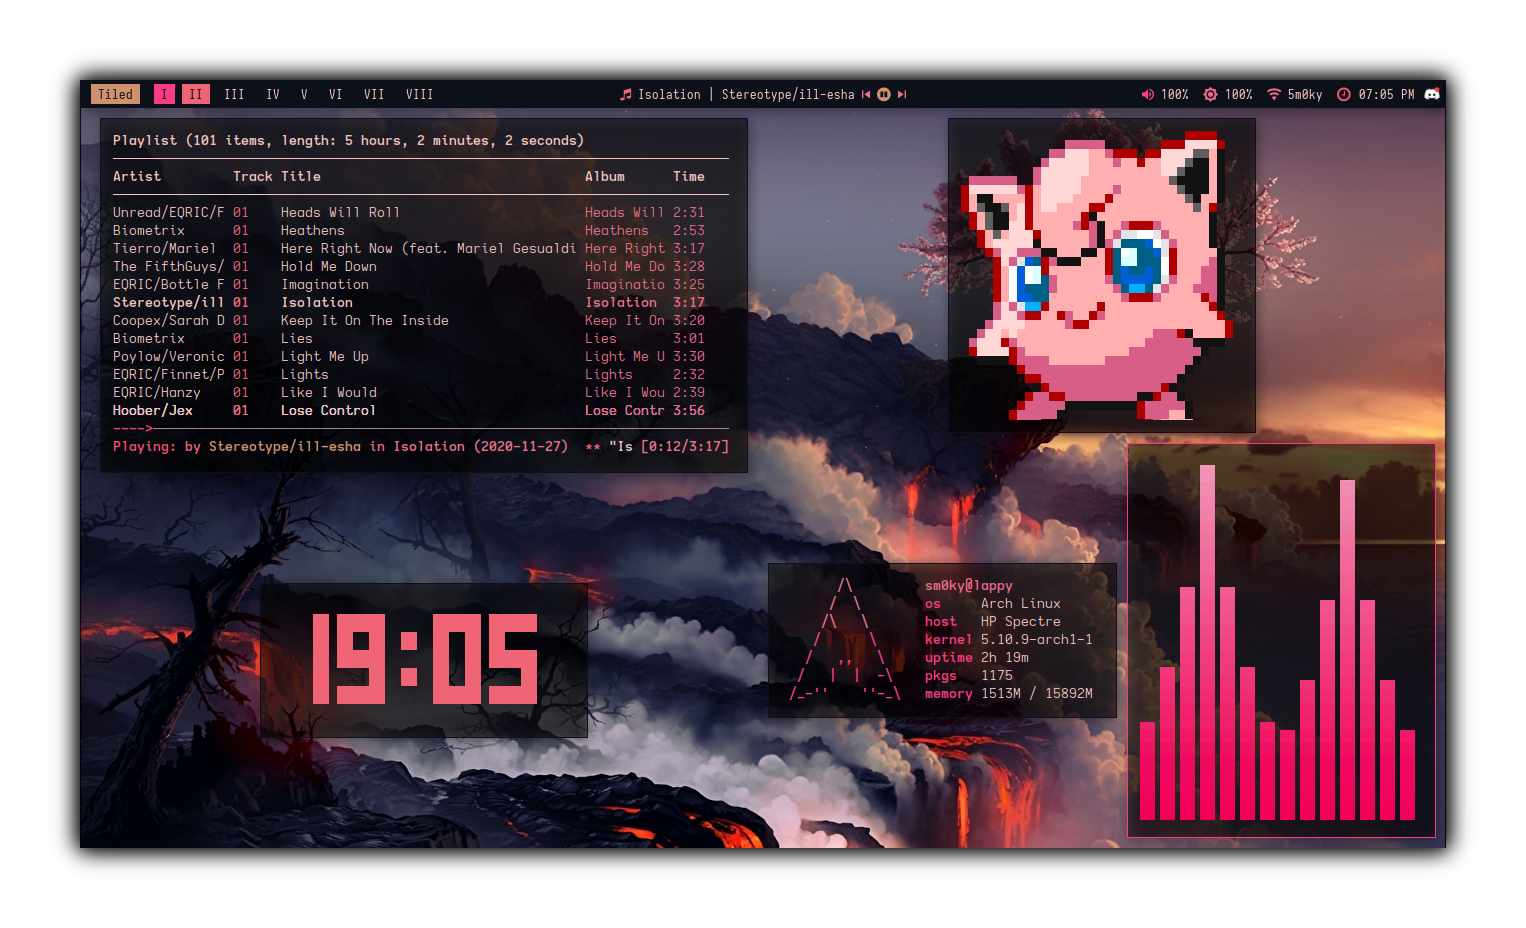 Tiled I II III IV V VI VII VIII
Isolation | Stereotype/ill-esha
100% 100% 5m0ky 07:05 PM
Playlist (101 items, length: 5 hours, 2 minutes, 2 seconds)
Artist Track Title Album Time
Unread/EQRIC/F 01 Heads Will Roll Heads Will 2:31
Biometrix 01 Heathens Heathens 2:53
Tierro/Mariel 01 Here Right Now (feat. Mariel Gesualdi Here Right 3:17
The FifthGuys/ 01 Hold Me Down Hold Me Do 3:28
EQRIC/Bottle F 01 Imagination Imaginatio 3:25
Stereotype/ill 01 Isolation Isolation 3:17
Coopex/Sarah D 01 Keep It On The Inside Keep It On 3:20
Biometrix 01 Lies Lies 3:01
Poylow/Veronic 01 Light Me Up Light Me U 3:30
EQRIC/Finnet/P 01 Lights Lights 2:32
EQRIC/Hanzy 01 Like I Would Like I Wou 2:39
Hoober/Jex 01 Lose Control Lose Contr 3:56
Playing: by Stereotype/ill-esha in Isolation (2020-11-27) ** "Is [0:12/3:17]
19:05
sm0ky@lappy
os Arch Linux
host HP Spectre
kernel 5.10.9-arch1-1
uptime 2h 19m
pkgs 1175
memory 1513M / 15892M